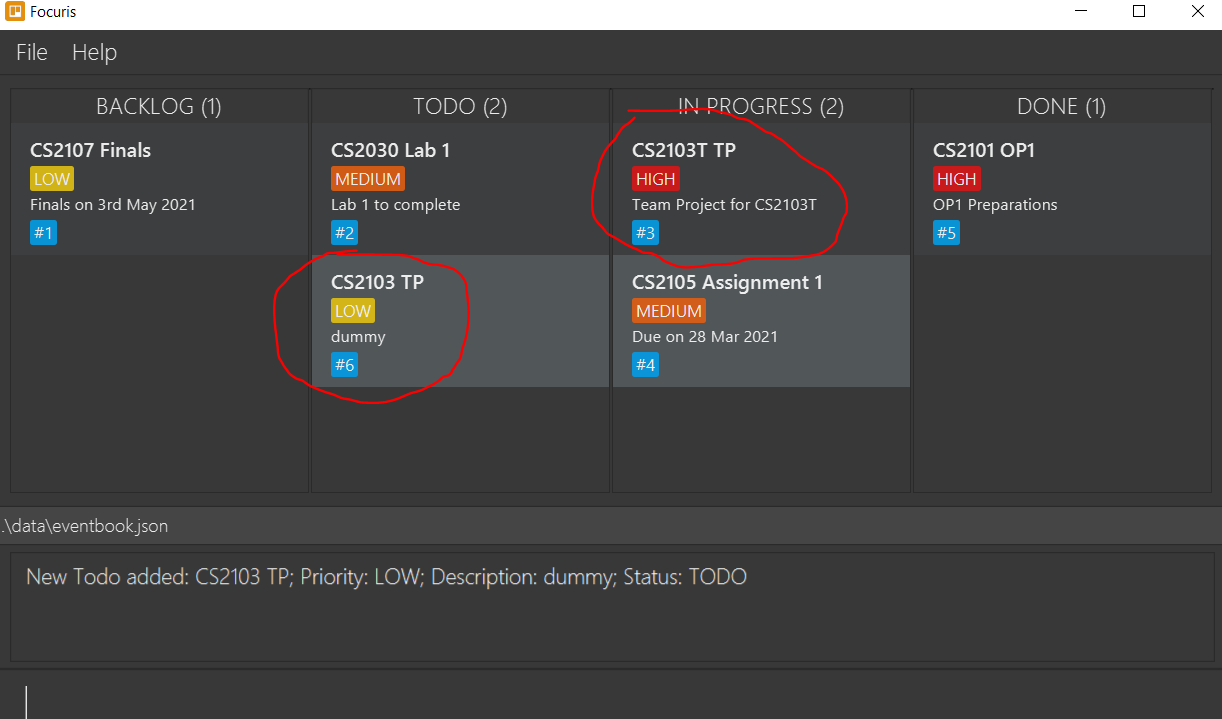 Focuris
File Help
BACKLOG (1)
CS2107 Finals
LOW
Finals on 3rd May 2021
#1
TODO (2)
CS2030 Lab 1
MEDIUM
Lab 1 to complete
#2
CS2103 TP
LOW
dummy
#6
IN PROGRESS (2)
CS2103T TP
HIGH
Team Project for CS2103T
#3
CS2105 Assignment 1
MEDIUM
Due on 28 Mar 2021
#4
DONE (1)
CS2101 OP1
HIGH
OP1 Preparations
#5
.\data\eventbook.json
New Todo added: CS2103 TP; Priority: LOW; Description: dummy; Status: TODO